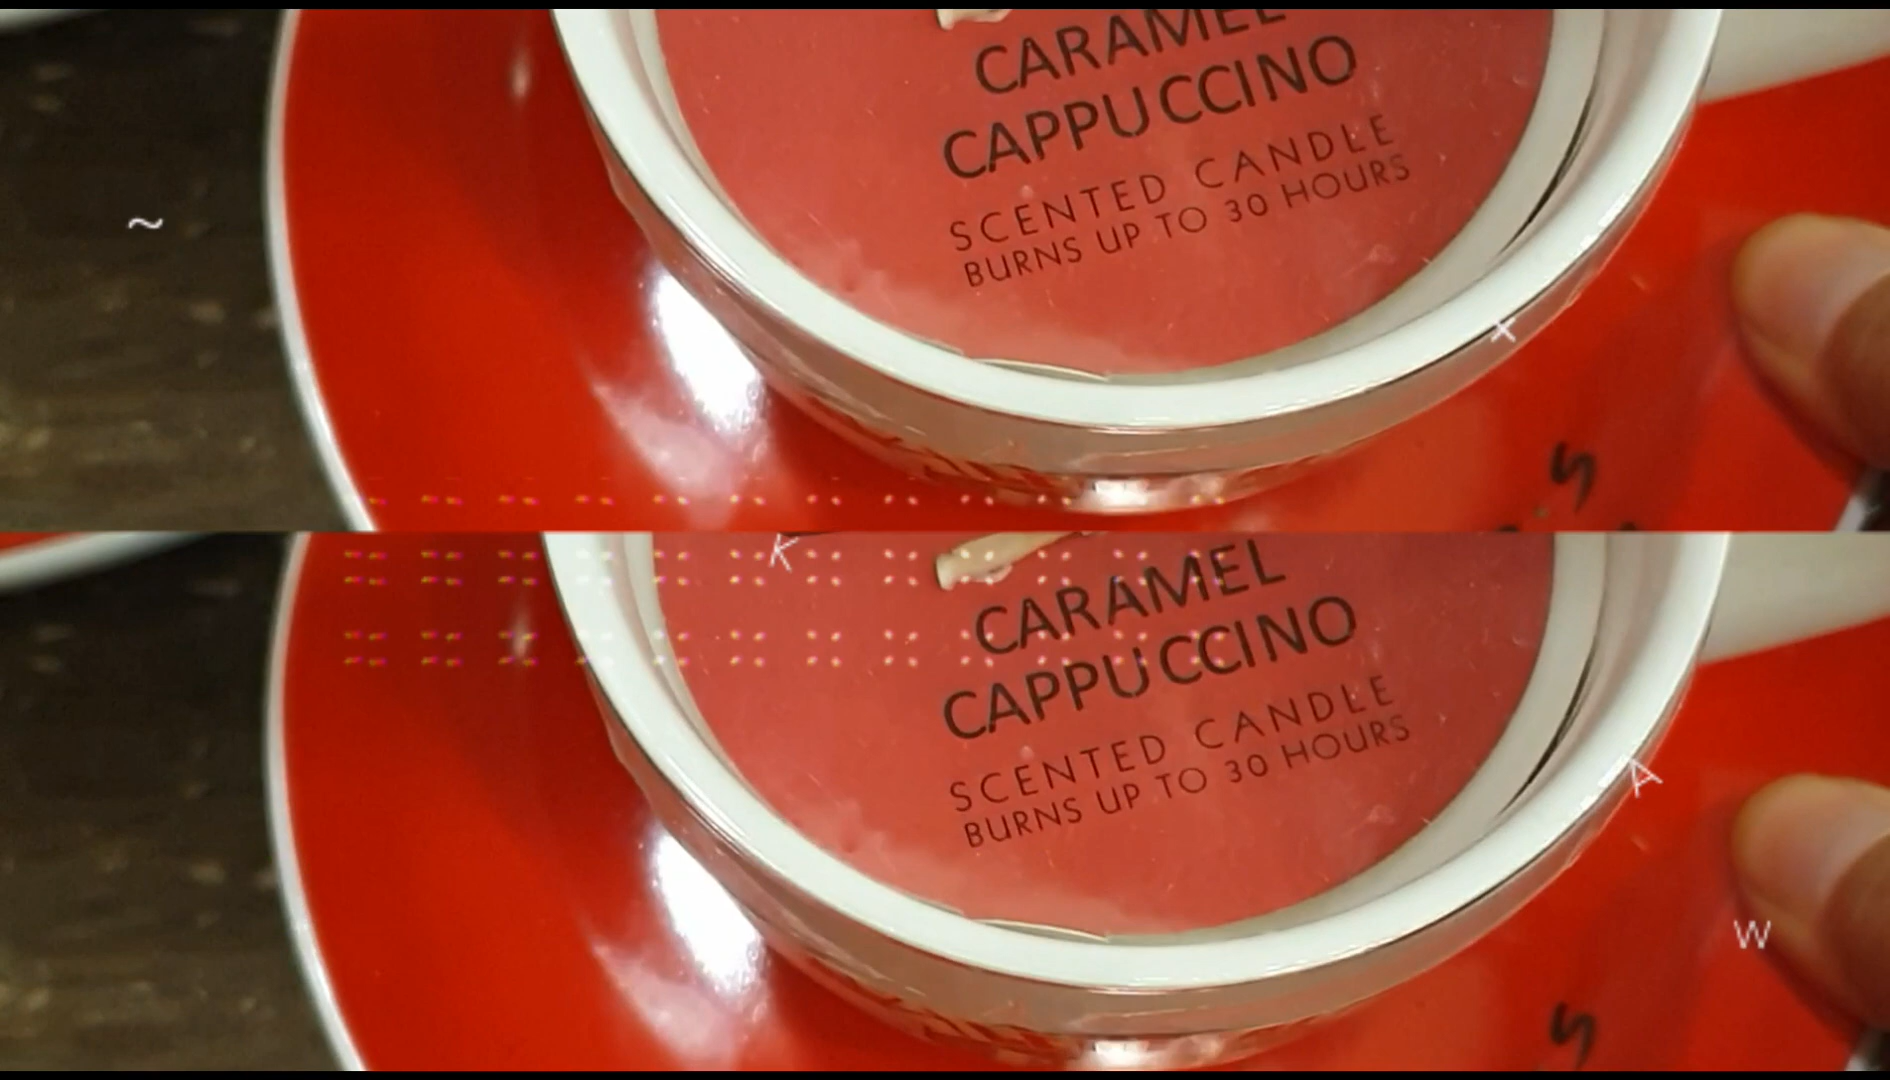 CARAMEL
CAPPUCCINO
SCENTED CANDLE
BURNS UP TO 30 HOURS
~
×
K
CARAMEL
CAPPUCCINO
SCENTED CANDLE
BURNS UP TO 30 HOURS
A
W